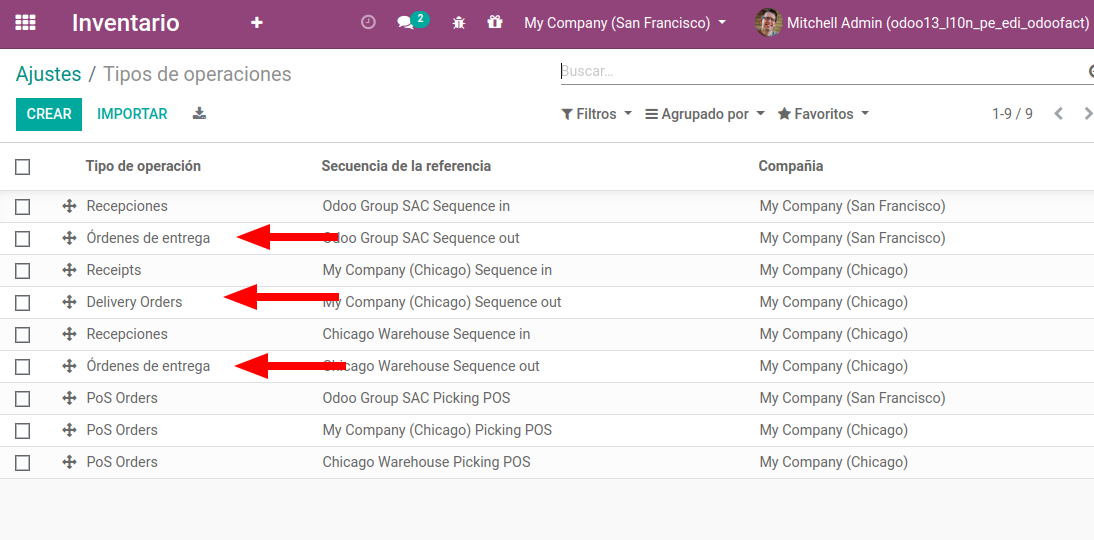 Inventario 2 My Company (San Francisco) Mitchell Admin (odoo13_l10n_pe_edi_odoofact)
Ajustes / Tipos de operaciones Buscar...
CREAR IMPORTAR Filtros Agrupado por Favoritos 1-9 / 9
Tipo de operación Secuencia de la referencia Compañia
Recepciones Odoo Group SAC Sequence in My Company (San Francisco)
Órdenes de entrega Odoo Group SAC Sequence out My Company (San Francisco)
Receipts My Company (Chicago) Sequence in My Company (Chicago)
Delivery Orders My Company (Chicago) Sequence out My Company (Chicago)
Recepciones Chicago Warehouse Sequence in My Company (Chicago)
Órdenes de entrega Chicago Warehouse Sequence out My Company (Chicago)
PoS Orders Odoo Group SAC Picking POS My Company (San Francisco)
PoS Orders My Company (Chicago) Picking POS My Company (Chicago)
PoS Orders Chicago Warehouse Picking POS My Company (Chicago)